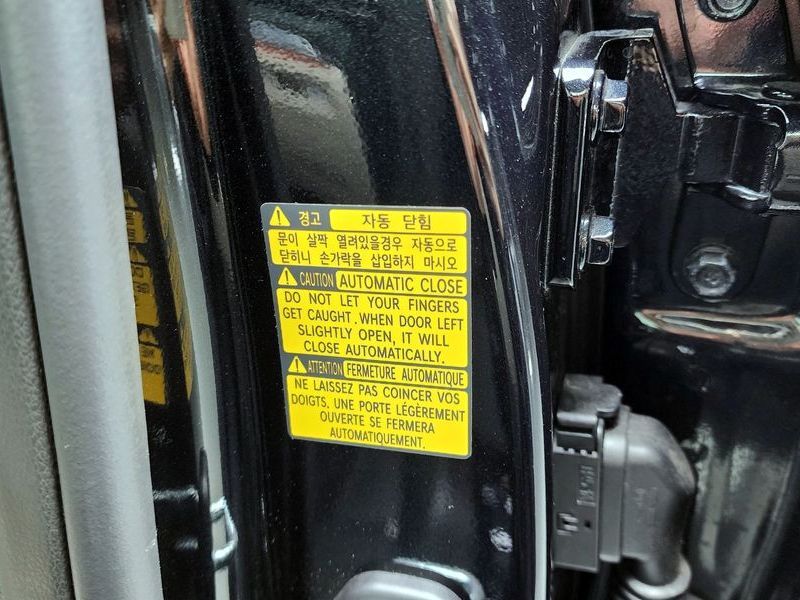 경고 자동 닫힘
문이 살짝 열려있을경우 자동으로
닫히니 손가락을 삽입하지 마시오
CAUTION AUTOMATIC CLOSE
DO NOT LET YOUR FINGERS
GET CAUGHT.WHEN DOOR LEFT
SLIGHTLY OPEN, IT WILL
CLOSE AUTOMATICALLY.
ATTENTION FERMETURE AUTOMATIQUE
NE LAISSEZ PAS COINCER VOS
DOIGTS. UNE PORTE LÉGÈREMENT
OUVERTE SE FERMERA
AUTOMATIQUEMENT.